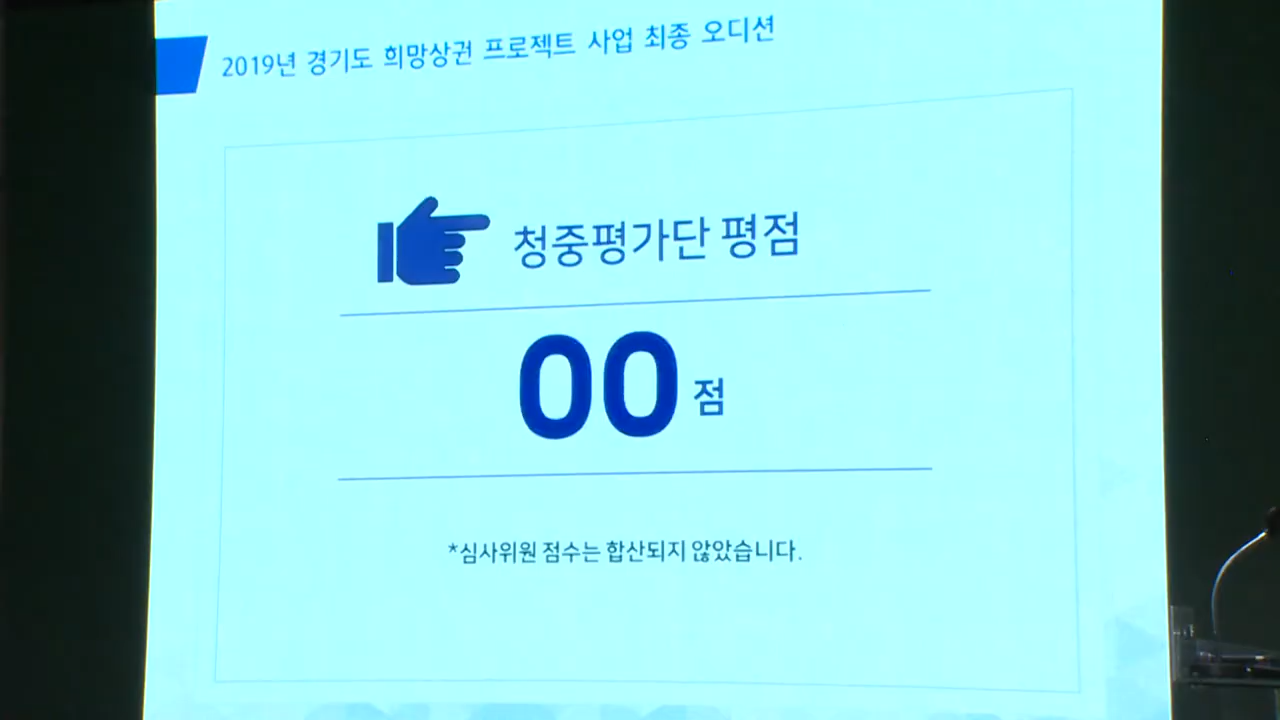 2019년 경기도 희망상권 프로젝트 사업 최종 오디션
청중평가단 평점
00 점
*심사위원 점수는 합산되지 않았습니다.